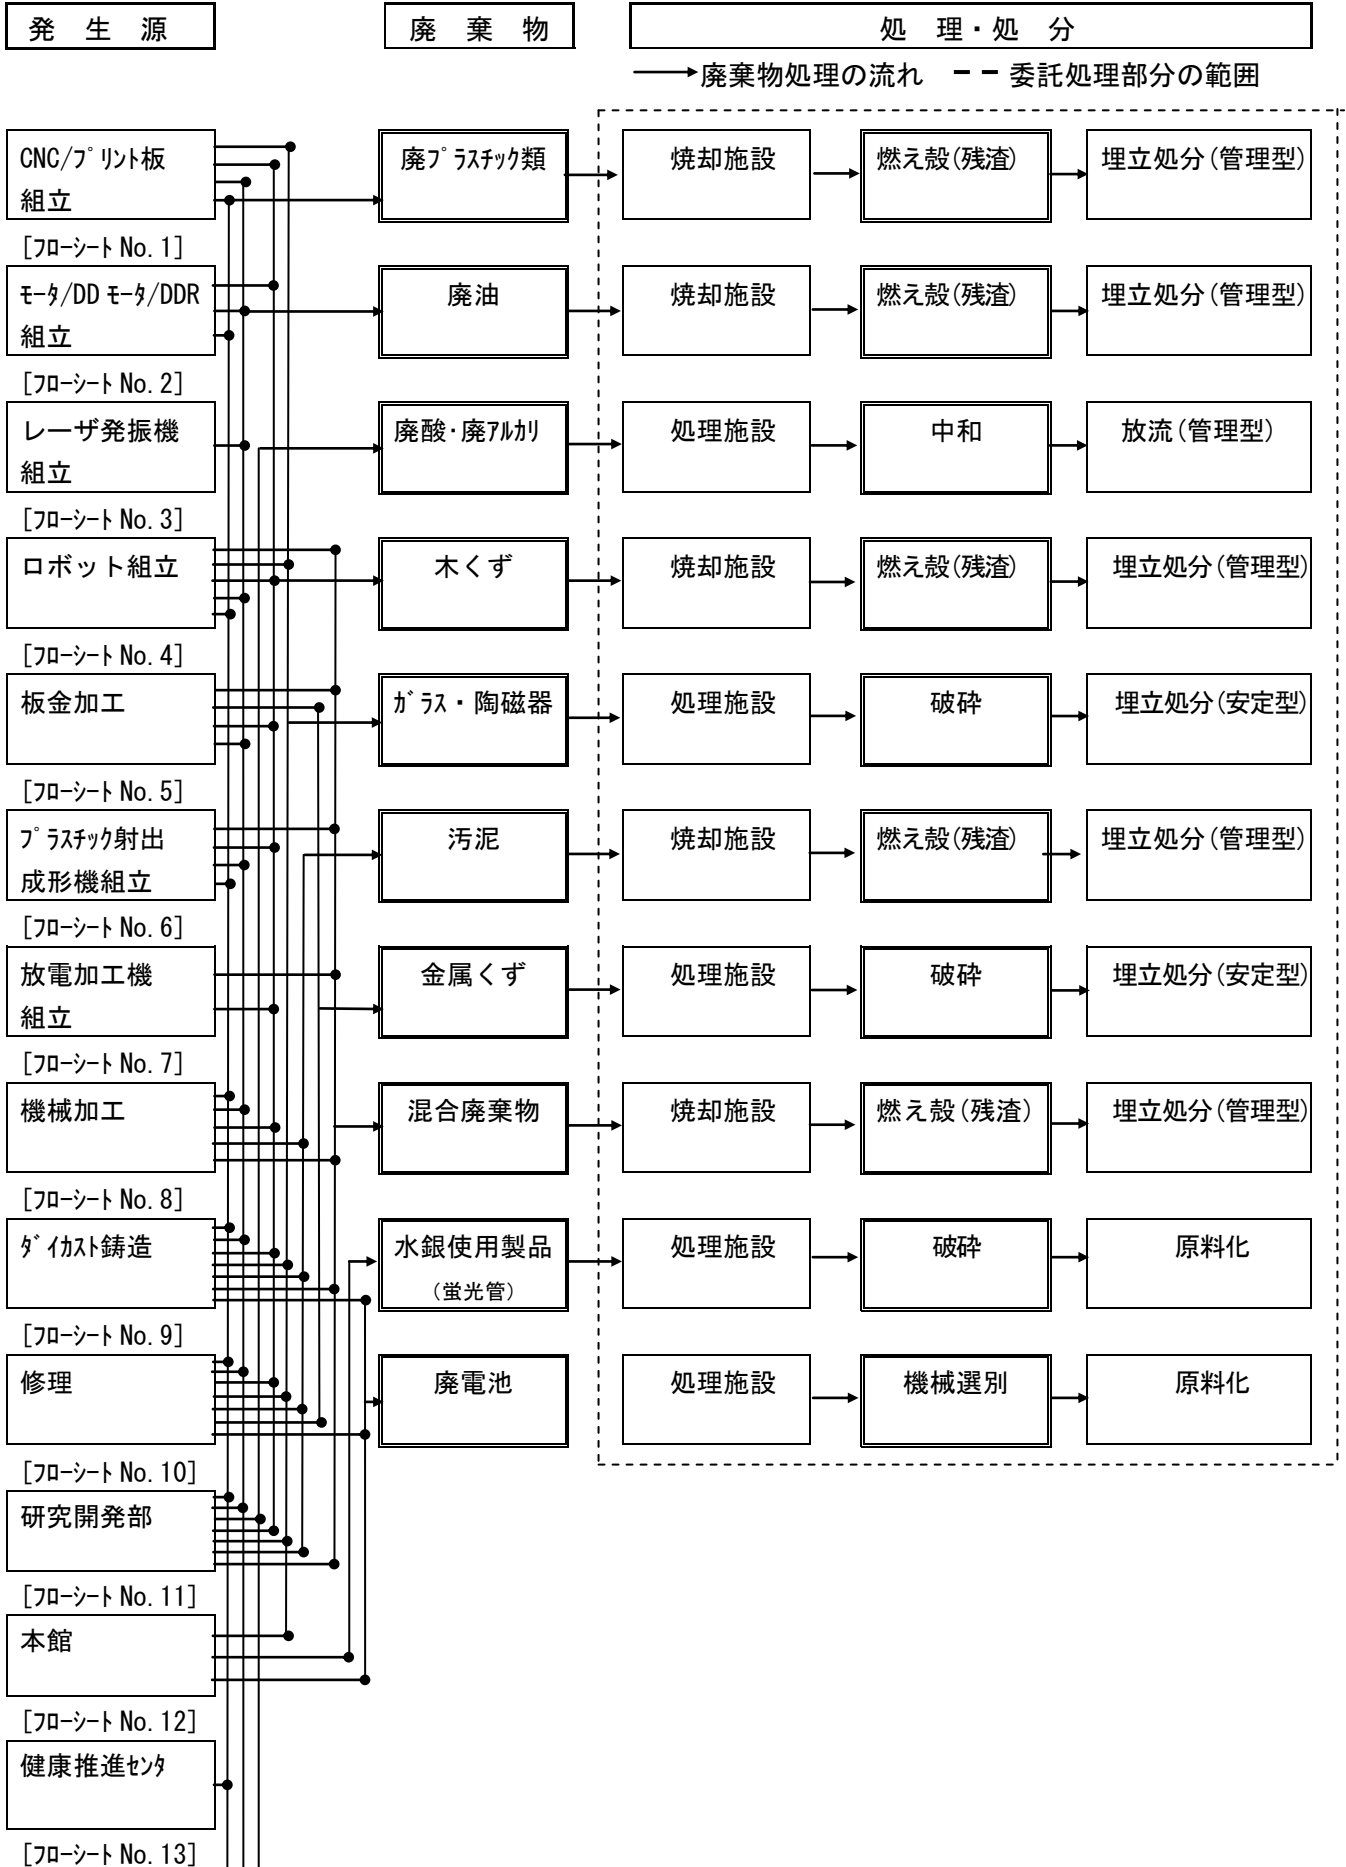 発 生 源
廃 棄 物
処 理・処 分
廃棄物処理の流れ
委託処理部分の範囲
CNC/ﾌﾟﾘﾝﾄ板
組立
廃ﾌﾟﾗｽﾁｯｸ類
焼却施設
燃え殻(残渣)
埋立処分(管理型)
[ﾌﾛｰｼｰﾄ No. 1]
ﾓｰﾀ/DD ﾓｰﾀ/DDR
組立
廃油
焼却施設
燃え殻(残渣)
埋立処分(管理型)
[ﾌﾛｰｼｰﾄ No. 2]
レーザ発振機
組立
廃酸･廃ｱﾙｶﾘ
処理施設
中和
放流(管理型)
[ﾌﾛｰｼｰﾄ No. 3]
ロボット組立
木くず
焼却施設
燃え殻(残渣)
埋立処分(管理型)
[ﾌﾛｰｼｰﾄ No. 4]
板金加工
ｶﾞﾗｽ・陶磁器
処理施設
破砕
埋立処分(安定型)
[ﾌﾛｰｼｰﾄ No. 5]
ﾌﾟﾗｽﾁｯｸ射出
成形機組立
汚泥
焼却施設
燃え殻(残渣)
埋立処分(管理型)
[ﾌﾛｰｼｰﾄ No. 6]
放電加工機
組立
金属くず
処理施設
破砕
埋立処分(安定型)
[ﾌﾛｰｼｰﾄ No. 7]
機械加工
混合廃棄物
焼却施設
燃え殻(残渣)
埋立処分(管理型)
[ﾌﾛｰｼｰﾄ No. 8]
ﾀﾞｲｶｽﾄ鋳造
水銀使用製品
(蛍光管)
処理施設
破砕
原料化
[ﾌﾛｰｼｰﾄ No. 9]
修理
廃電池
処理施設
機械選別
原料化
[ﾌﾛｰｼｰﾄ No. 10]
研究開発部
[ﾌﾛｰｼｰﾄ No. 11]
本館
[ﾌﾛｰｼｰﾄ No. 12]
健康推進ｾﾝﾀ
[ﾌﾛｰｼｰﾄ No. 13]